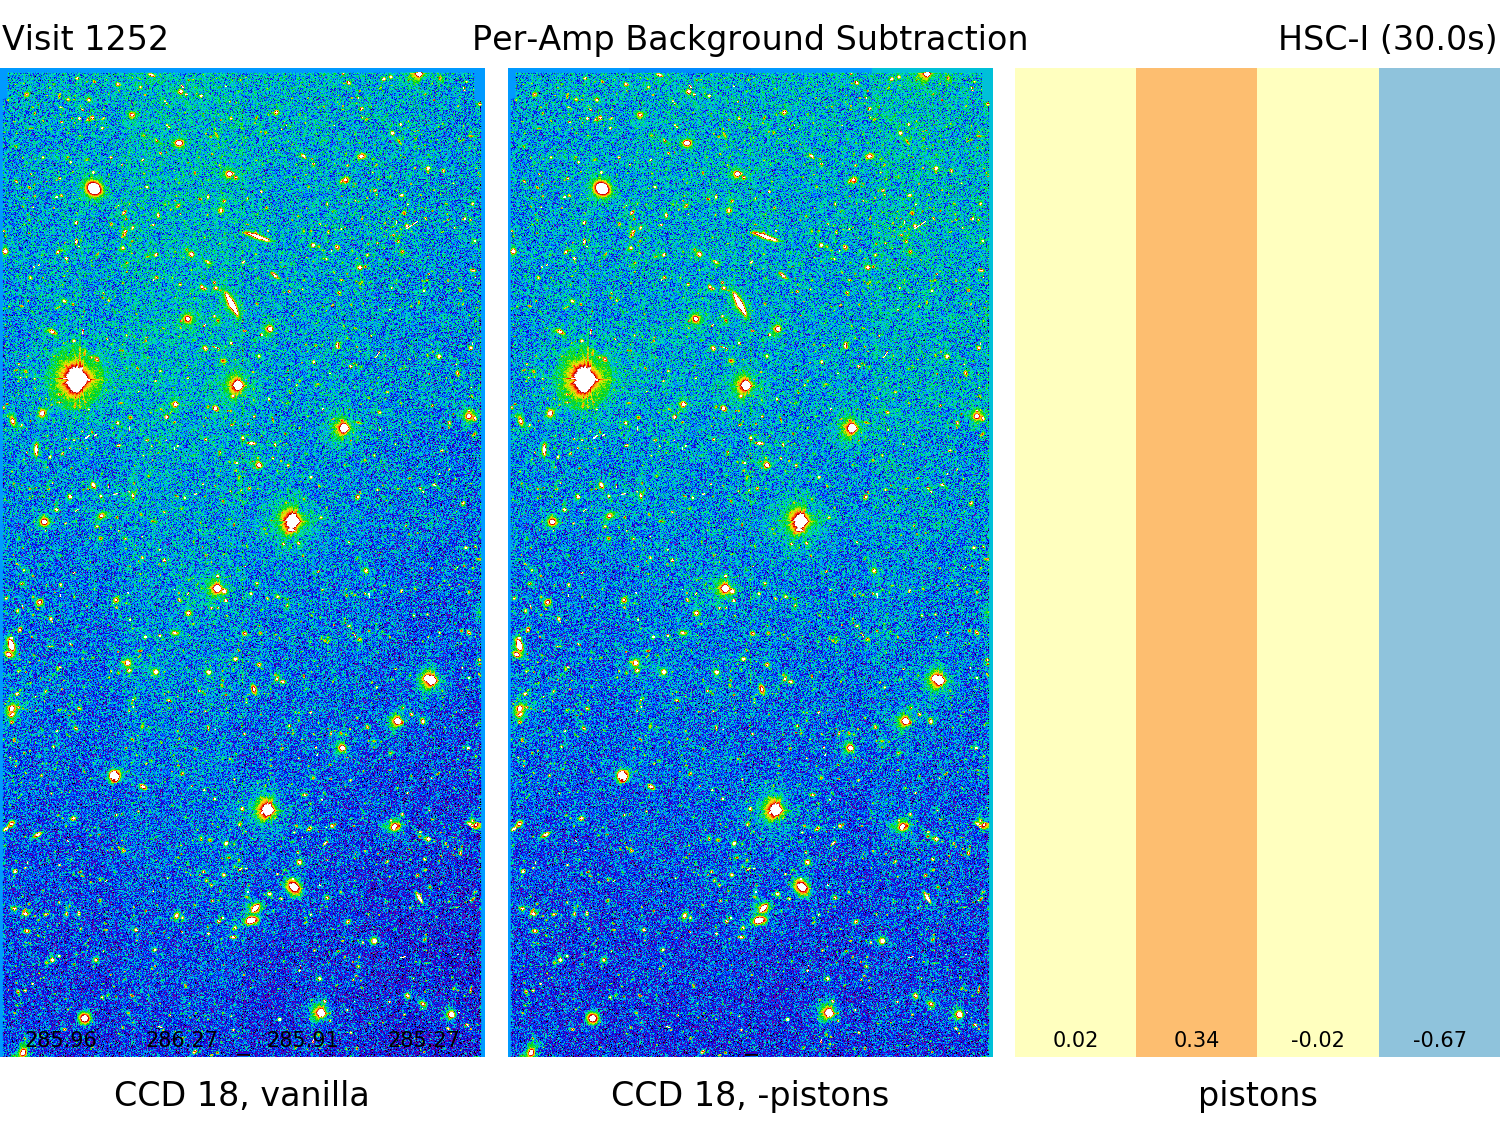 Visit 1252 Per-Amp Background Subtraction HSC-I (30.0s)
285.96 286.27 285.91 285.27 0.02 0.34 -0.02 -0.67
CCD 18, vanilla CCD 18, -pistons pistons